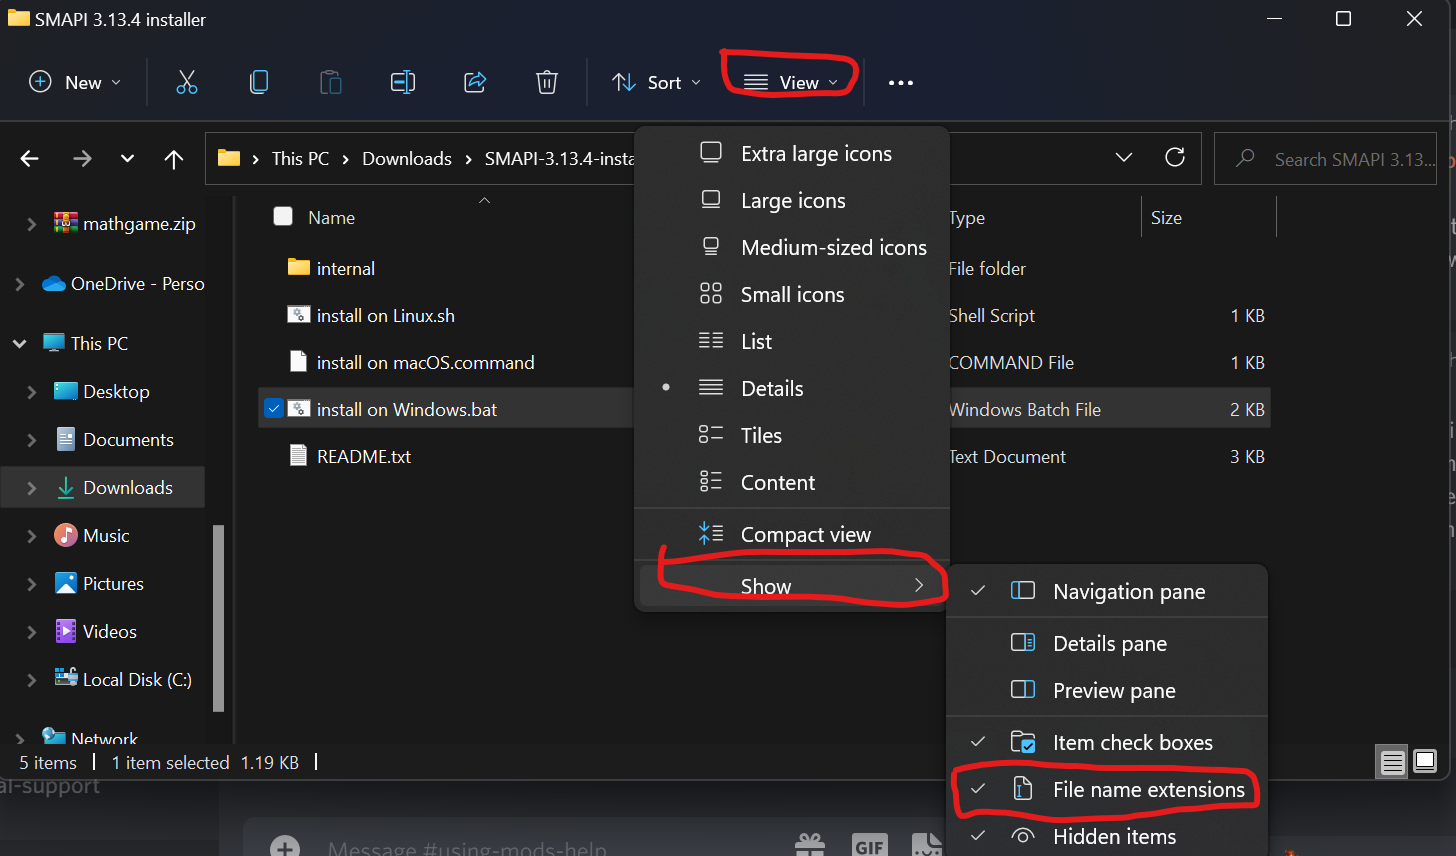 SMAPI 3.13.4 installer
New
Sort
View
This PC
Downloads
SMAPI-3.13.4-insta
Search SMAPI 3.13...
mathgame.zip
OneDrive - Perso
This PC
Desktop
Documents
Downloads
Music
Pictures
Videos
Local Disk (C:)
Network
Name
Type
Size
internal
File folder
install on Linux.sh
Shell Script
1 KB
install on macOS.command
COMMAND File
1 KB
install on Windows.bat
Windows Batch File
2 KB
README.txt
Text Document
3 KB
Extra large icons
Large icons
Medium-sized icons
Small icons
List
Details
Tiles
Content
Compact view
Show
Navigation pane
Details pane
Preview pane
Item check boxes
File name extensions
Hidden items
5 items
1 item selected 1.19 KB
al-support
Message #using-mods-help
GIF